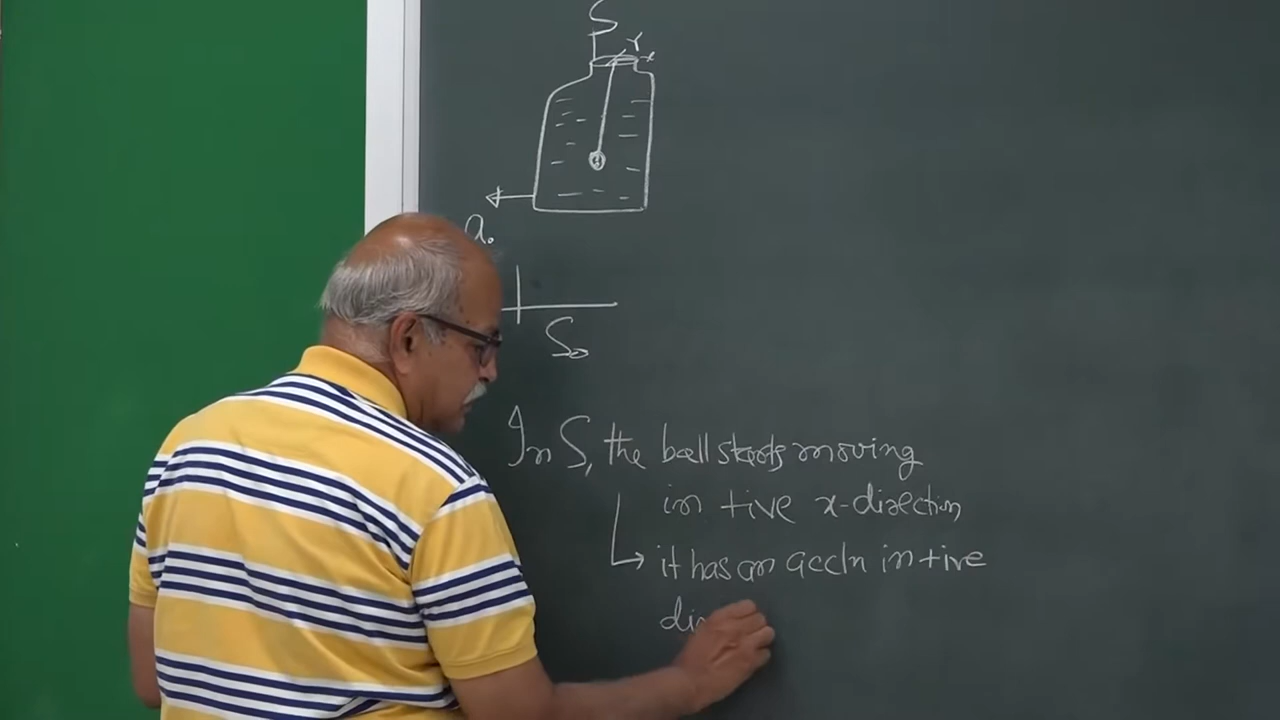 S
Y x
a₀
S₀
In S, the ball starts moving
in +ive x-direction
it has an accln in +ive
di